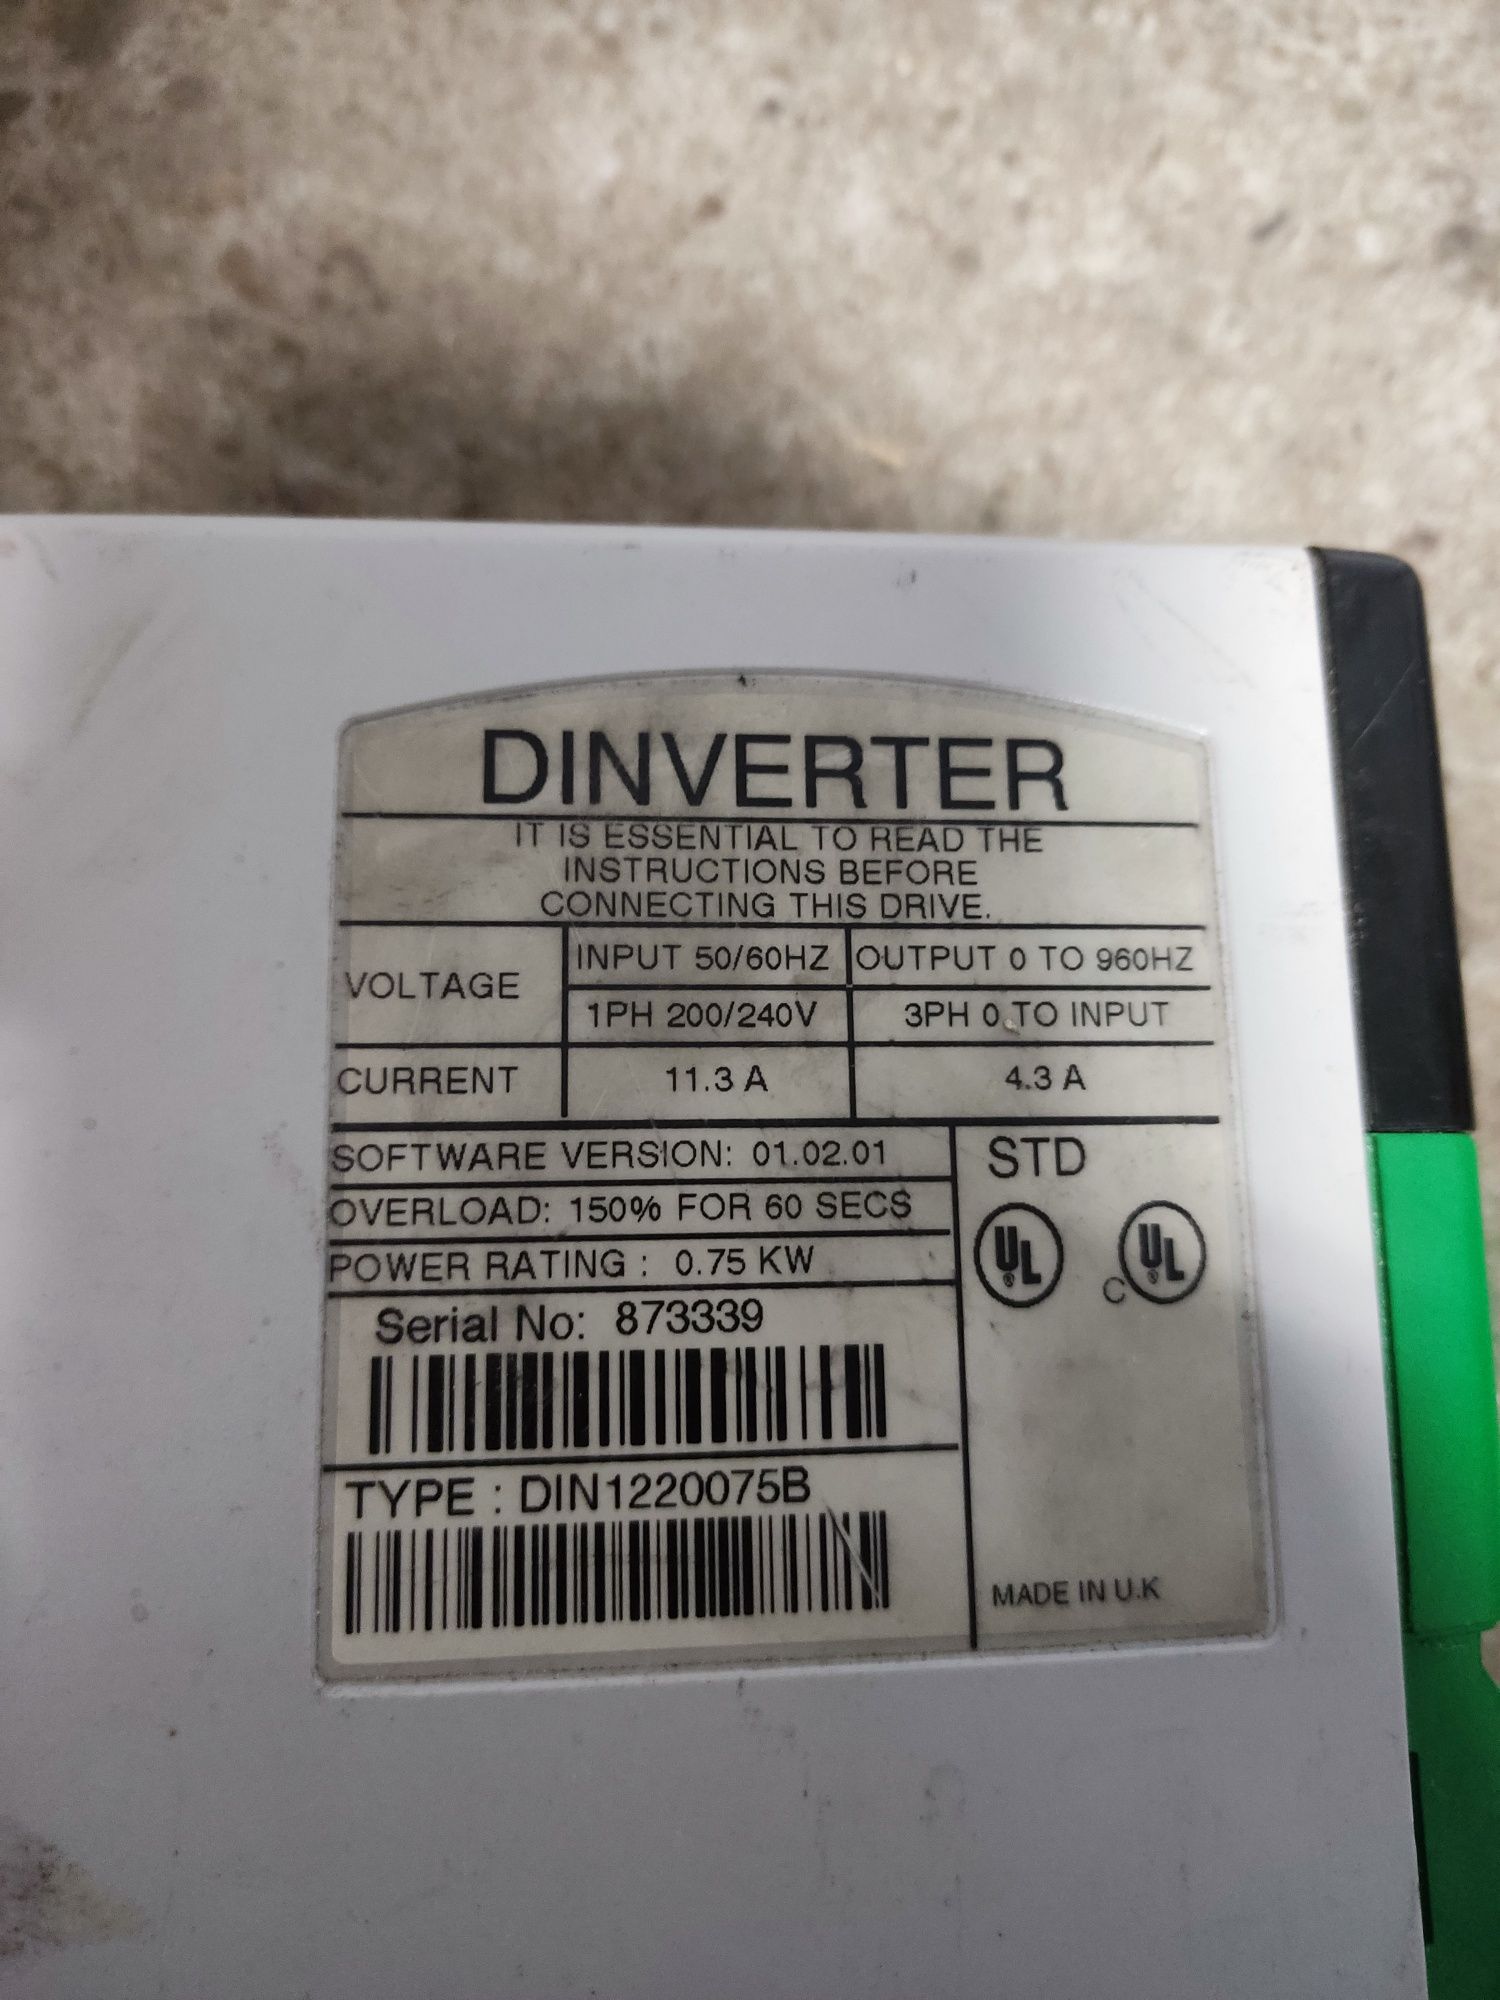 DINVERTER
IT IS ESSENTIAL TO READ THE
INSTRUCTIONS BEFORE
CONNECTING THIS DRIVE.
VOLTAGE
INPUT 50/60HZ
OUTPUT 0 TO 960HZ
1PH 200/240V
3PH 0 TO INPUT
CURRENT
11.3 A
4.3 A
SOFTWARE VERSION: 01.02.01
OVERLOAD: 150% FOR 60 SECS
POWER RATING : 0.75 KW
Serial No: 873339
TYPE : DIN1220075B
STD
UL®
C UL®
MADE IN U.K